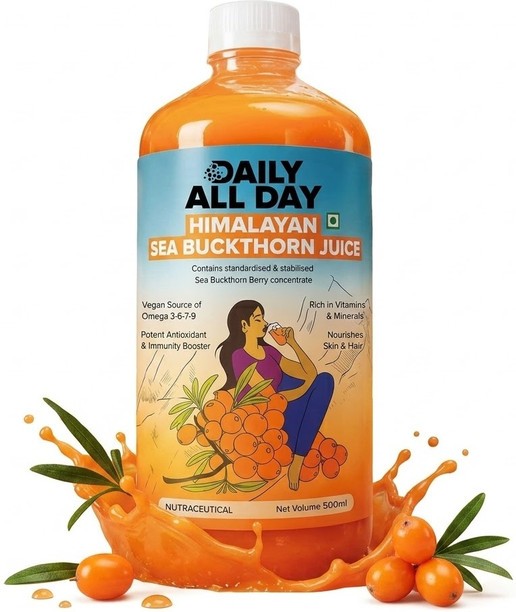 DAILY
ALL DAY
HIMALAYAN
SEA BUCKTHORN JUICE
Contains standardised & stabilised
Sea Buckthorn Berry concentrate
Vegan Source of
Omega 3-6-7-9
Rich in Vitamins
& Minerals
Potent Antioxidant
& Immunity Booster
Nourishes
Skin & Hair
NUTRACEUTICAL
Net Volume 500ml